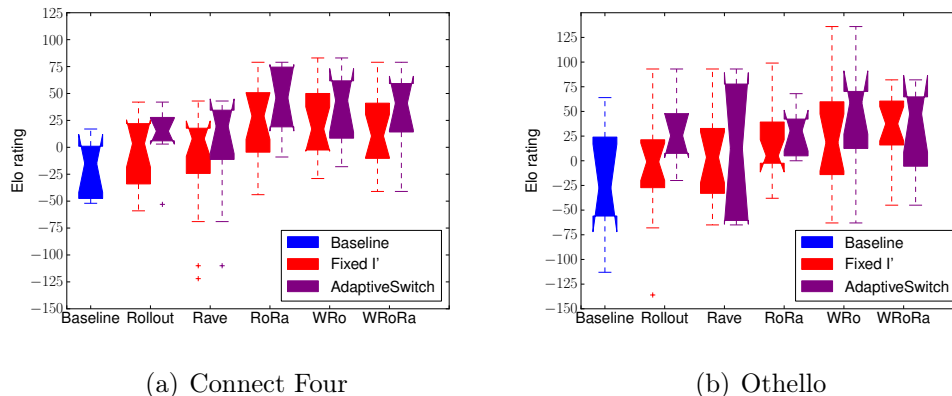 125
100
75
50
25
0
−25
−50
−75
−100
−125
−150
Elo rating
Baseline Rollout Rave RoRa WRo WRoRa
Baseline
Fixed I'
AdaptiveSwitch
(a) Connect Four
125
100
75
50
25
0
−25
−50
−75
−100
−125
−150
Elo rating
Baseline Rollout Rave RoRa WRo WRoRa
Baseline
Fixed I'
AdaptiveSwitch
(b) Othello